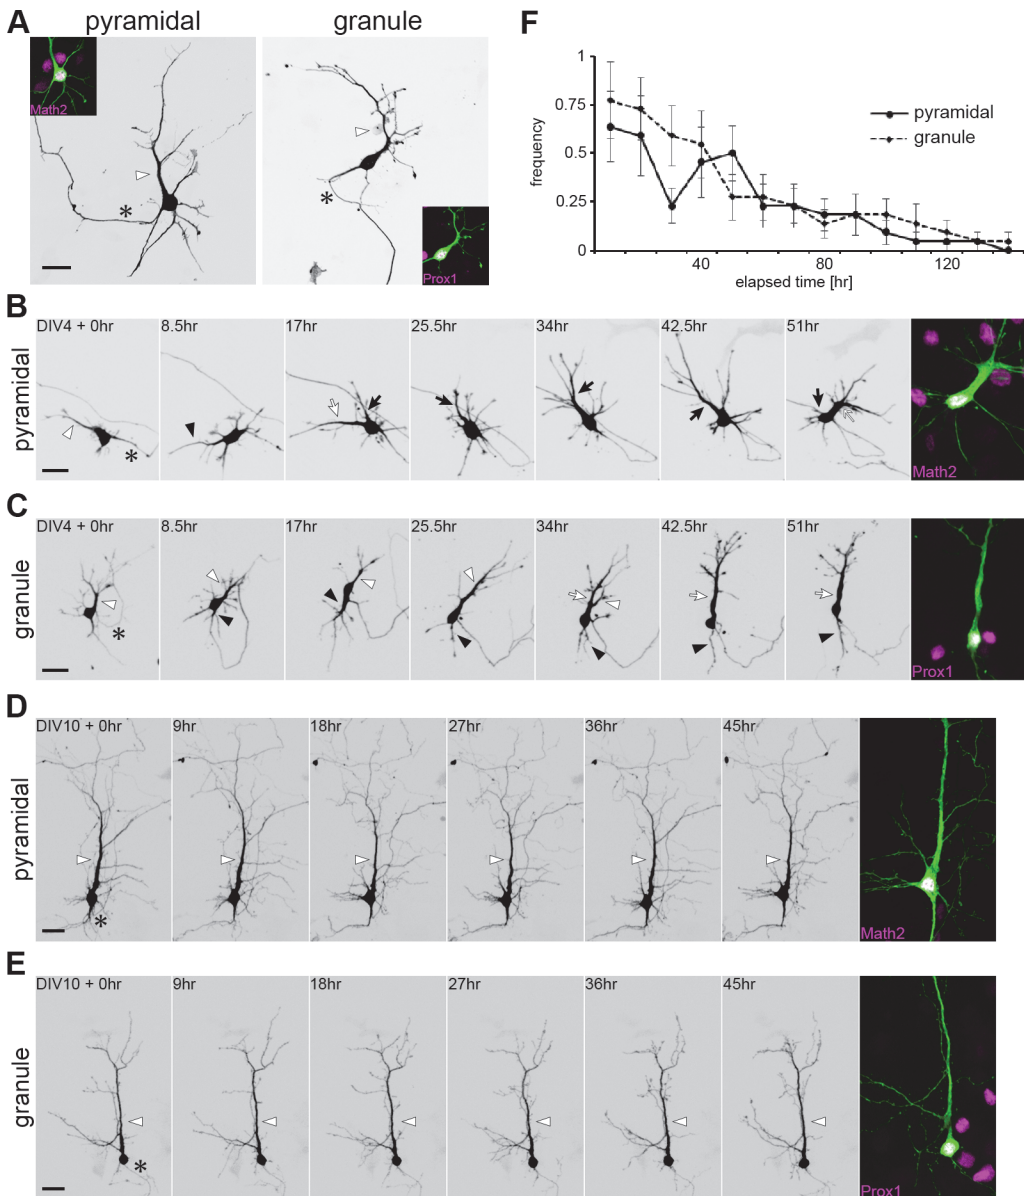 A
pyramidal
granule
Math2
*
*
Prox1
F
1
0.75
0.5
0.25
0
frequency
40
80
120
elapsed time [hr]
pyramidal
granule
B
pyramidal
DIV4 + 0hr
8.5hr
17hr
25.5hr
34hr
42.5hr
51hr
*
Math2
C
granule
DIV4 + 0hr
8.5hr
17hr
25.5hr
34hr
42.5hr
51hr
*
Prox1
D
pyramidal
DIV10 + 0hr
9hr
18hr
27hr
36hr
45hr
*
Math2
E
granule
DIV10 + 0hr
9hr
18hr
27hr
36hr
45hr
*
Prox1